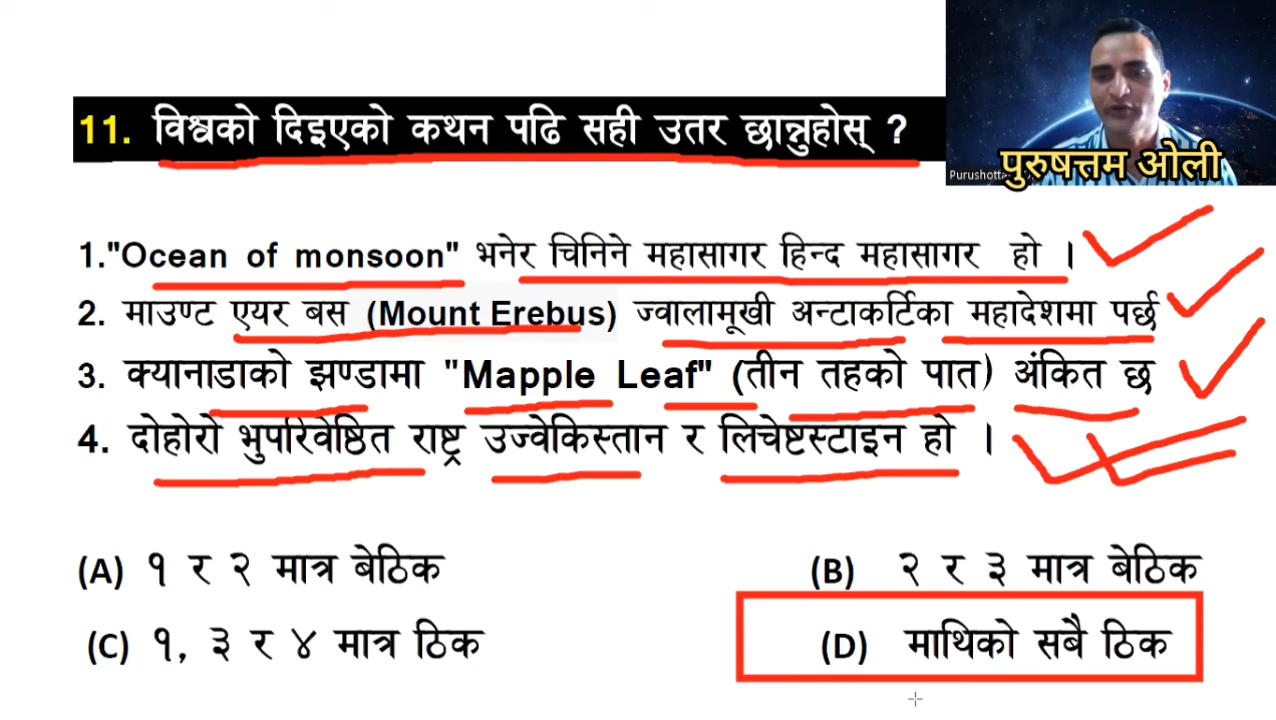 11. विश्वको दिइएको कथन पढि सही उतर छान्नुहोस् ?
पुरुषत्तम ओली
1."Ocean of monsoon" भनेर चिनिने महासागर हिन्द महासागर हो ।
2. माउण्ट एयर बस (Mount Erebus) ज्वालामूखी अन्टाकर्टिका महादेशमा पर्छ
3. क्यानाडाको झण्डामा "Mapple Leaf" (तीन तहको पात) अंकित छ
4. दोहोरो भुपरिवेष्ठित राष्ट्र उज्वेकिस्तान र लिचेष्टस्टाइन हो ।
(A) १ र २ मात्र बेठिक
(B) २ र ३ मात्र बेठिक
(C) १, ३ र ४ मात्र ठिक
(D) माथिको सबै ठिक